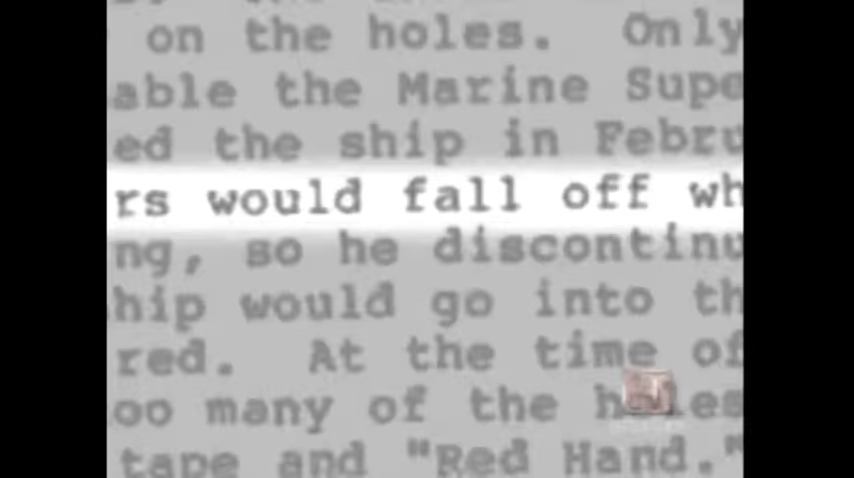 on the holes. Only
able the Marine Supe
ed the ship in Febru
rs would fall off wh
ng, so he discontinu
hip would go into th
red. At the time of
oo many of the holes
tape and "Red Hand."